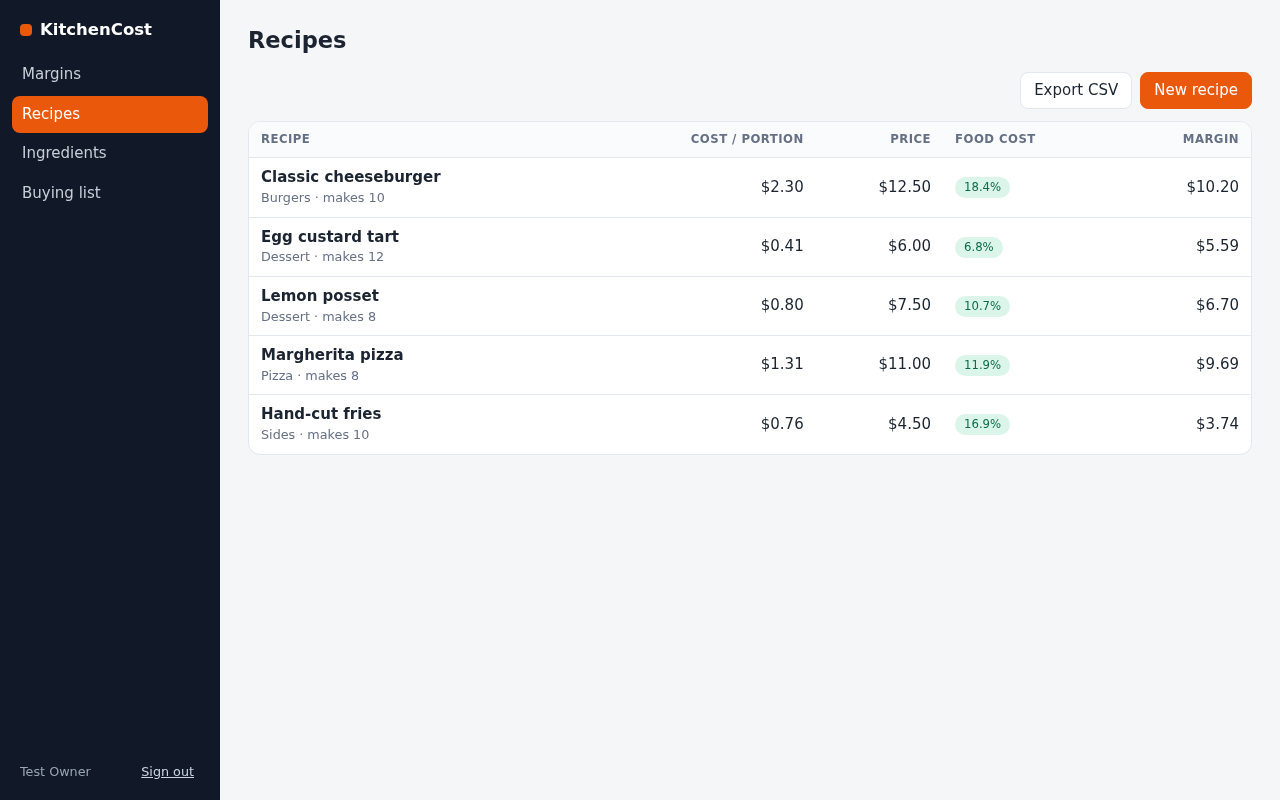 KitchenCost
Margins
Recipes
Ingredients
Buying list
Test Owner
Sign out
Recipes
Export CSV
New recipe
RECIPE COST / PORTION PRICE FOOD COST MARGIN
Classic cheeseburger
Burgers · makes 10
$2.30 $12.50 18.4% $10.20
Egg custard tart
Dessert · makes 12
$0.41 $6.00 6.8% $5.59
Lemon posset
Dessert · makes 8
$0.80 $7.50 10.7% $6.70
Margherita pizza
Pizza · makes 8
$1.31 $11.00 11.9% $9.69
Hand-cut fries
Sides · makes 10
$0.76 $4.50 16.9% $3.74